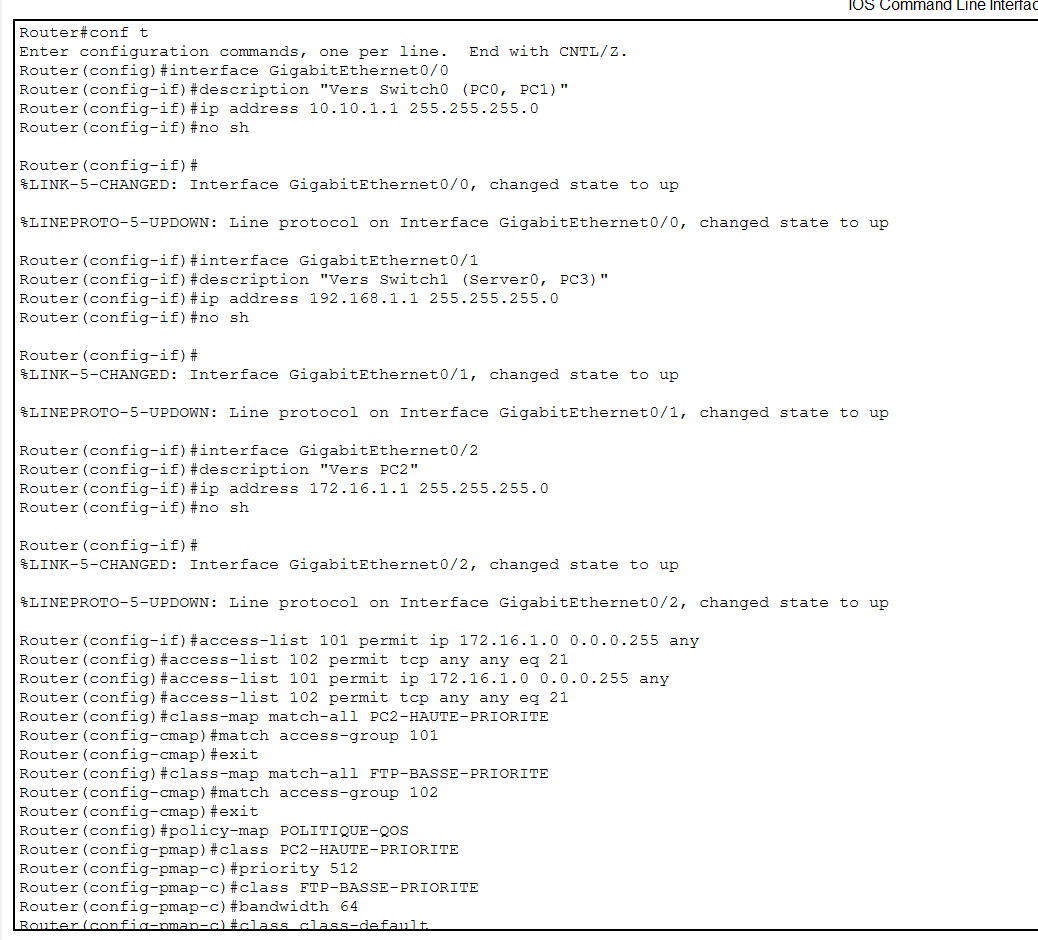 IOS Command Line Interfac
Router#conf t
Enter configuration commands, one per line.  End with CNTL/Z.
Router(config)#interface GigabitEthernet0/0
Router(config-if)#description "Vers Switch0 (PC0, PC1)"
Router(config-if)#ip address 10.10.1.1 255.255.255.0
Router(config-if)#no sh
Router(config-if)#
%LINK-5-CHANGED: Interface GigabitEthernet0/0, changed state to up
%LINEPROTO-5-UPDOWN: Line protocol on Interface GigabitEthernet0/0, changed state to up
Router(config-if)#interface GigabitEthernet0/1
Router(config-if)#description "Vers Switch1 (Server0, PC3)"
Router(config-if)#ip address 192.168.1.1 255.255.255.0
Router(config-if)#no sh
Router(config-if)#
%LINK-5-CHANGED: Interface GigabitEthernet0/1, changed state to up
%LINEPROTO-5-UPDOWN: Line protocol on Interface GigabitEthernet0/1, changed state to up
Router(config-if)#interface GigabitEthernet0/2
Router(config-if)#description "Vers PC2"
Router(config-if)#ip address 172.16.1.1 255.255.255.0
Router(config-if)#no sh
Router(config-if)#
%LINK-5-CHANGED: Interface GigabitEthernet0/2, changed state to up
%LINEPROTO-5-UPDOWN: Line protocol on Interface GigabitEthernet0/2, changed state to up
Router(config-if)#access-list 101 permit ip 172.16.1.0 0.0.0.255 any
Router(config)#access-list 102 permit tcp any any eq 21
Router(config)#access-list 101 permit ip 172.16.1.0 0.0.0.255 any
Router(config)#access-list 102 permit tcp any any eq 21
Router(config)#class-map match-all PC2-HAUTE-PRIORITE
Router(config-cmap)#match access-group 101
Router(config-cmap)#exit
Router(config)#class-map match-all FTP-BASSE-PRIORITE
Router(config-cmap)#match access-group 102
Router(config-cmap)#exit
Router(config)#policy-map POLITIQUE-QOS
Router(config-pmap)#class PC2-HAUTE-PRIORITE
Router(config-pmap-c)#priority 512
Router(config-pmap-c)#class FTP-BASSE-PRIORITE
Router(config-pmap-c)#bandwidth 64
Router(config-pmap-c)#class class-default